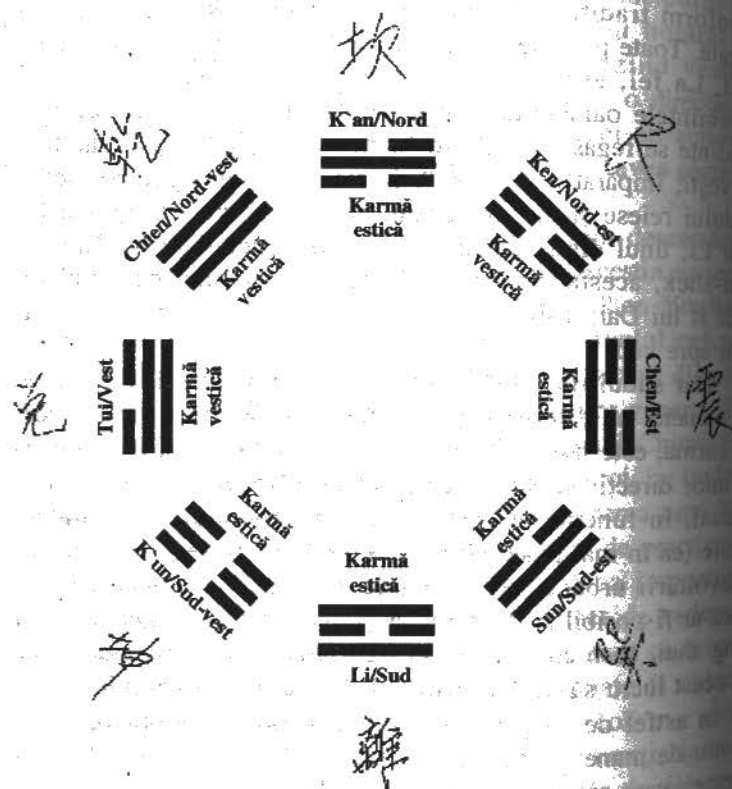 坎
K`an/Nord
Karmă
estică
乾
Chien/Nord-vest
Karmă
vestică
艮
Ken/Nord-est
Karmă
vestică
兑
Tui/Vest
Karmă
vestică
震
Chen/Est
Karmă
estică
Karmă
estică
K`un/Sud-vest
Karmă
estică
Li/Sud
離
Karmă
estică
Sun/Sud-est
巽